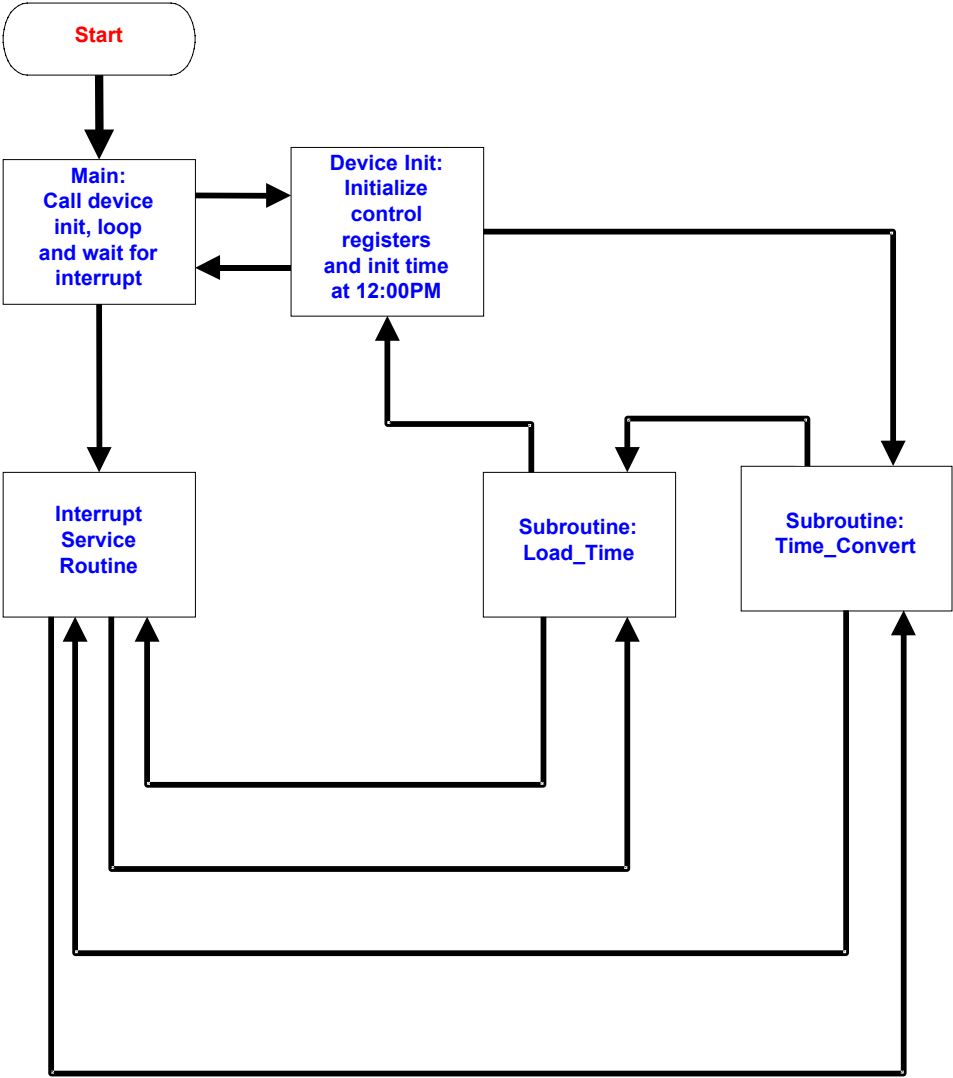 Start
Main:
Call device
init, loop
and wait for
interrupt
Device Init:
Initialize
control
registers
and init time
at 12:00PM
Interrupt
Service
Routine
Subroutine:
Load_Time
Subroutine:
Time_Convert